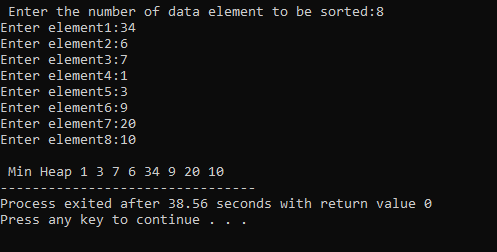 Enter the number of data element to be sorted:8
Enter element1:34
Enter element2:6
Enter element3:7
Enter element4:1
Enter element5:3
Enter element6:9
Enter element7:20
Enter element8:10
Min Heap 1 3 7 6 34 9 20 10
--------------------------------
Process exited after 38.56 seconds with return value 0
Press any key to continue . . .